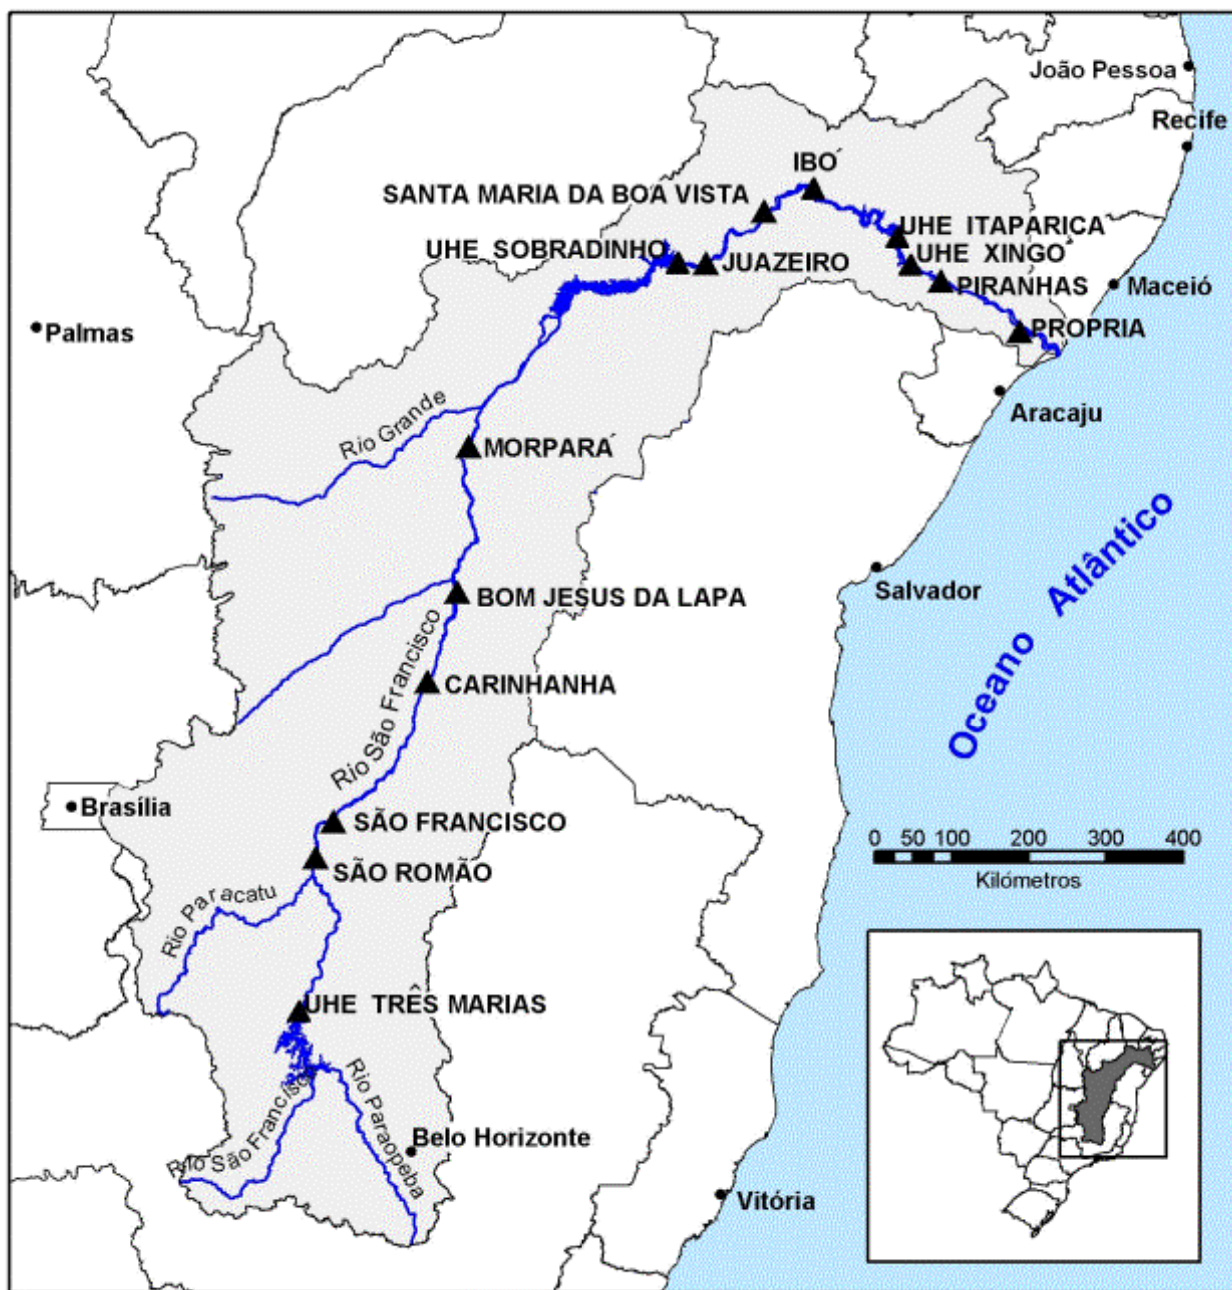 João Pessoa
Recife
IBÓ
SANTA MARIA DA BOA VISTA
UHE ITAPARICA
UHE SOBRADINHO
JUAZEIRO
UHE XINGÓ
PIRANHAS
Maceió
Palmas
PROPRIA
Aracaju
Rio Grande
MORPARÁ
Oceano Atlântico
Salvador
BOM JESUS DA LAPA
Rio São Francisco
CARINHANHA
Brasília
SÃO FRANCISCO
0 50 100 200 300 400
Kilómetros
SÃO ROMÃO
Rio Paracatu
UHE TRÊS MARIAS
Rio São Francisco
Rio Paraopeba
Belo Horizonte
Vitória